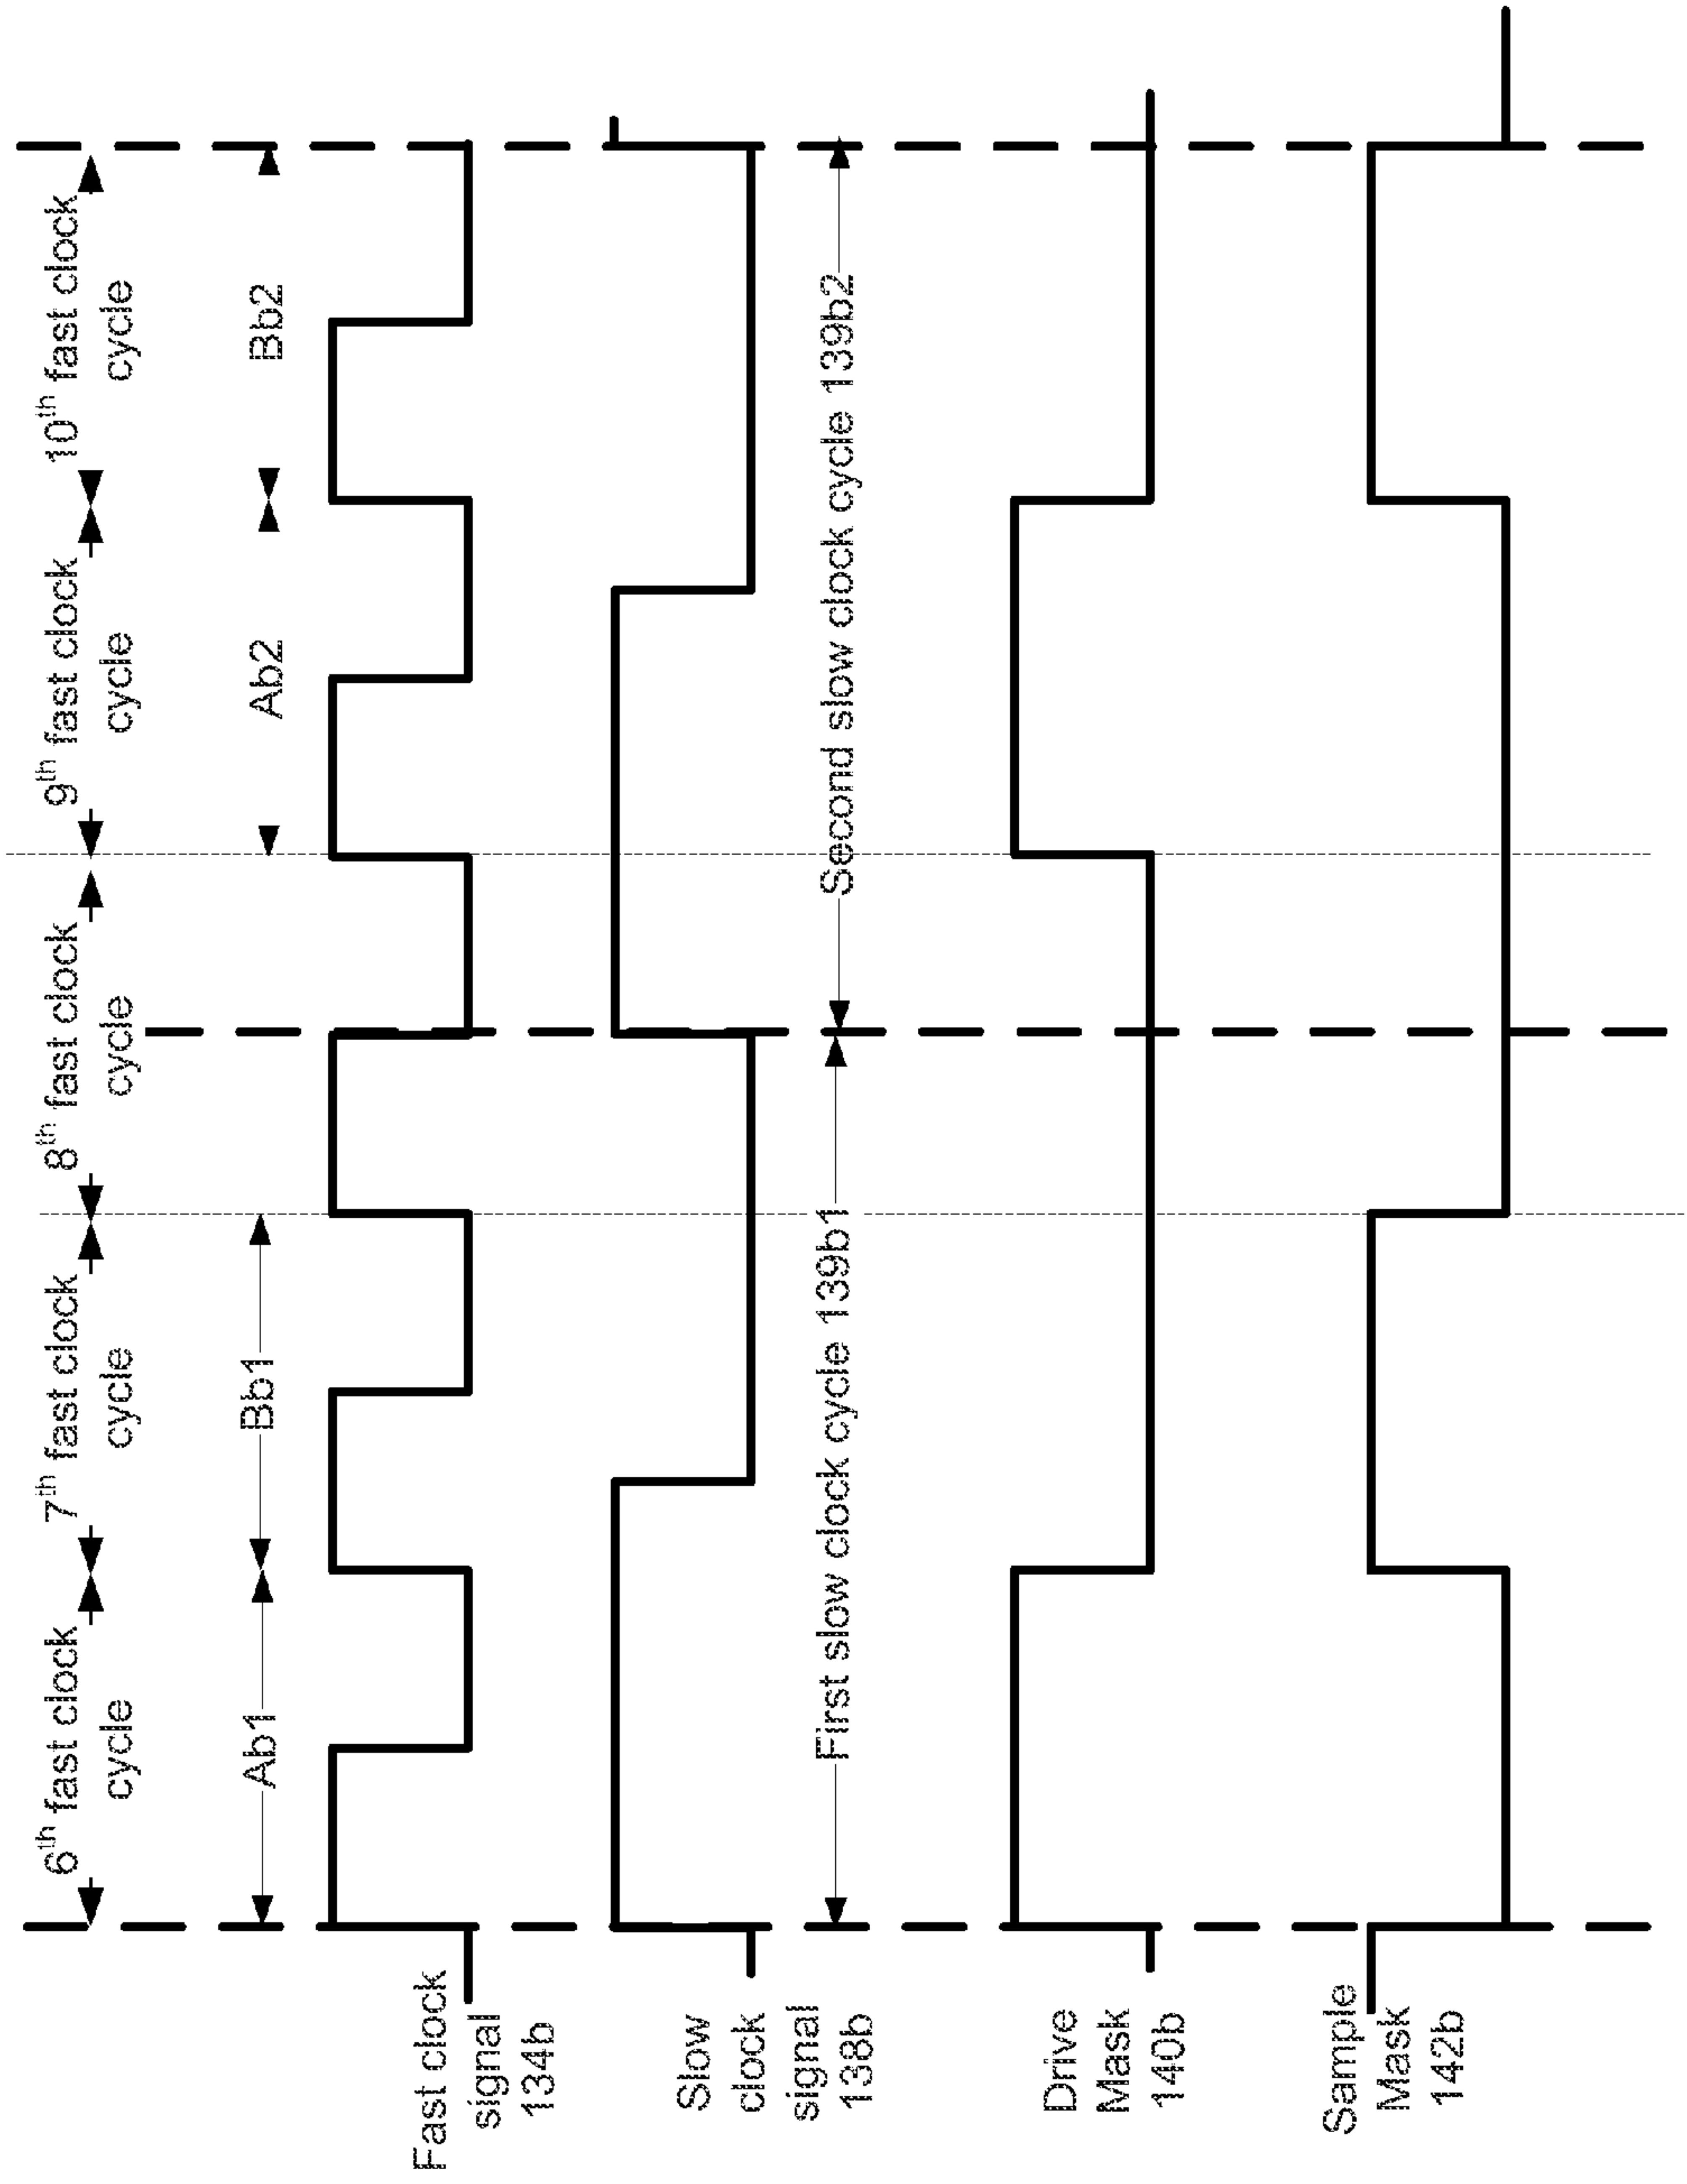 6th fast clock
cycle
7th fast clock
cycle
8th fast clock
cycle
9th fast clock
cycle
10th fast clock
cycle
Ab1
Bb1
Ab2
Bb2
Fast clock
signal
134b
Slow
clock
signal
138b
First slow clock cycle 139b1
Second slow clock cycle 139b2
Drive
Mask
140b
Sample
Mask
142b